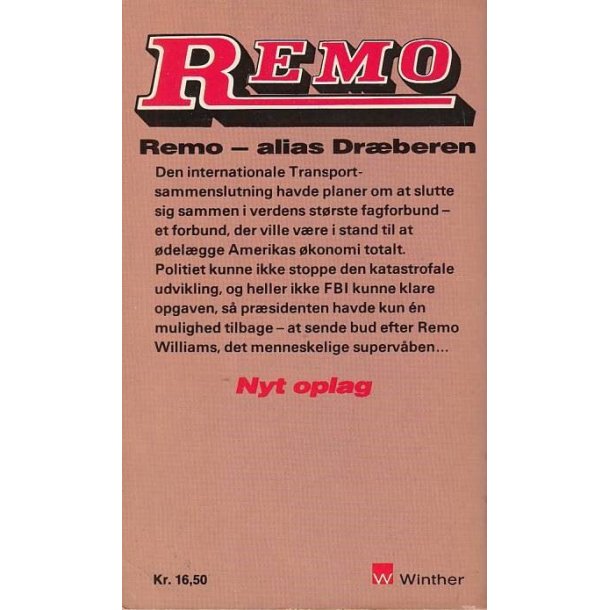 REMO
Remo – alias Dræberen
Den internationale Transport-
sammenslutning havde planer om at slutte
sig sammen i verdens største fagforbund –
et forbund, der ville være i stand til at
ødelægge Amerikas økonomi totalt.
Politiet kunne ikke stoppe den katastrofale
udvikling, og heller ikke FBI kunne klare
opgaven, så præsidenten havde kun én
mulighed tilbage – at sende bud efter Remo
Williams, det menneskelige supervåben...
Nyt oplag
Kr. 16,50
W Winther